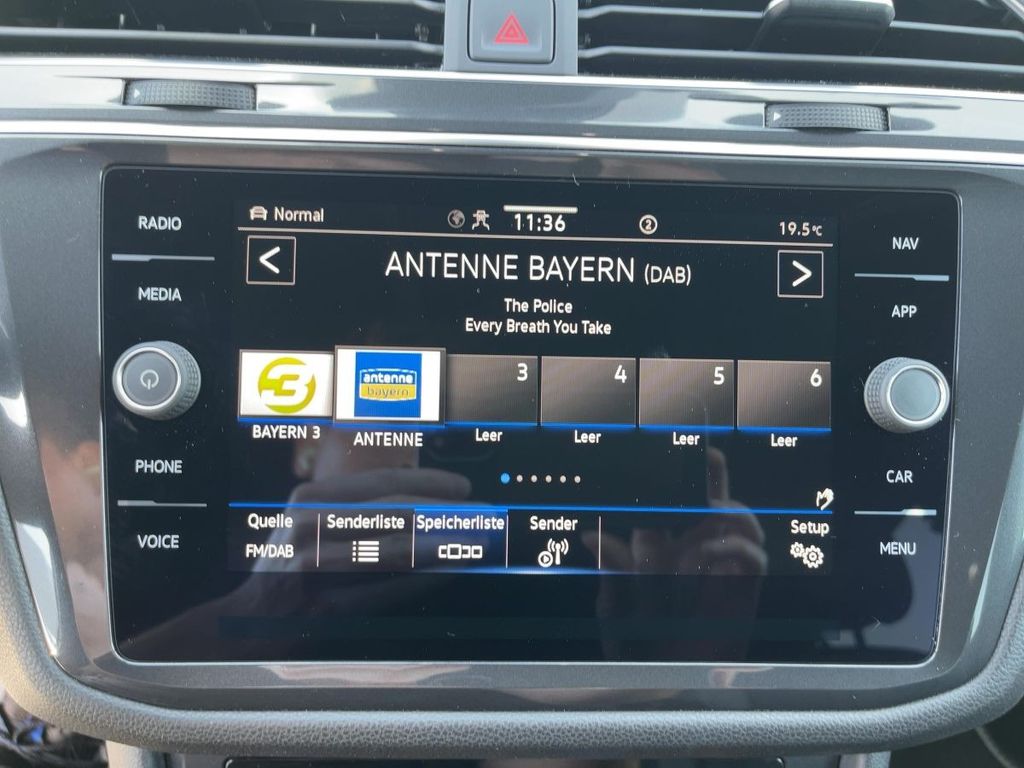 RADIO
MEDIA
PHONE
VOICE
Normal
11:36
2
19.5°C
ANTENNE BAYERN (DAB)
The Police
Every Breath You Take
3
antenne
bayern
3
4
5
6
BAYERN 3
ANTENNE
Leer
Leer
Leer
Leer
Quelle
FM/DAB
Senderliste
Speicherliste
Sender
Setup
NAV
APP
CAR
MENU